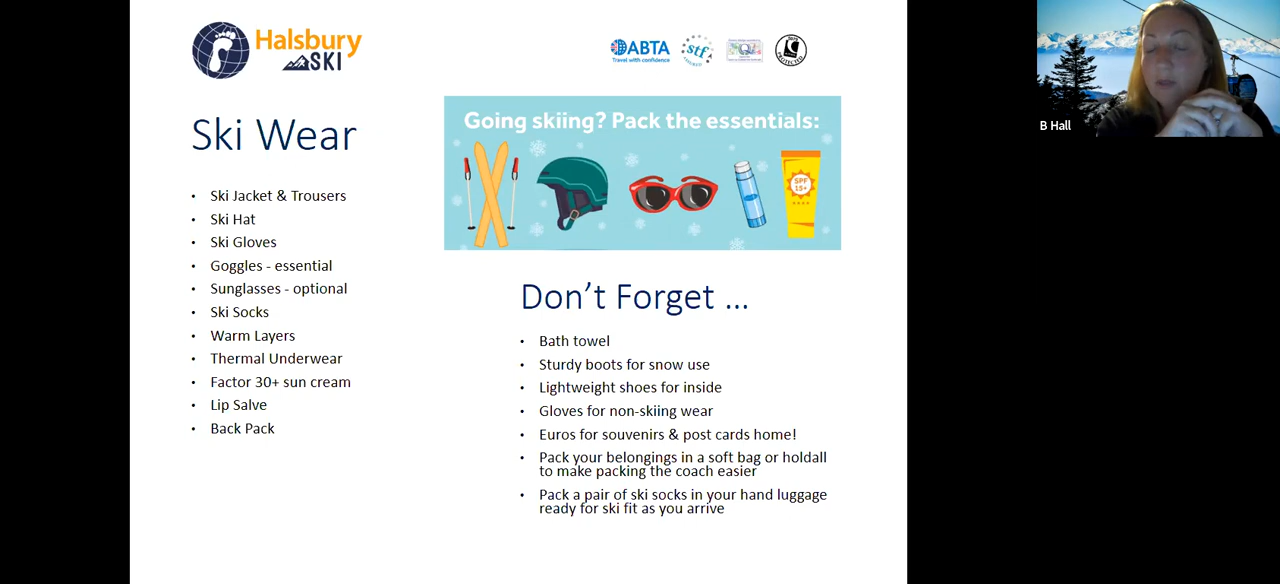 Halsbury
SKI
ABTA
Travel with confidence
stf
Ski Wear
• Ski Jacket & Trousers
• Ski Hat
• Ski Gloves
• Goggles - essential
• Sunglasses - optional
• Ski Socks
• Warm Layers
• Thermal Underwear
• Factor 30+ sun cream
• Lip Salve
• Back Pack
Going skiing? Pack the essentials:
SPF
15+
Don’t Forget ...
• Bath towel
• Sturdy boots for snow use
• Lightweight shoes for inside
• Gloves for non-skiing wear
• Euros for souvenirs & post cards home!
• Pack your belongings in a soft bag or holdall
to make packing the coach easier
• Pack a pair of ski socks in your hand luggage
ready for ski fit as you arrive
B Hall